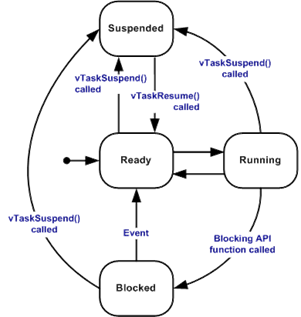 Suspended
vTaskSuspend()
called
vTaskResume()
called
vTaskSuspend()
called
Ready
Running
vTaskSuspend()
called
Event
Blocking API
function called
Blocked